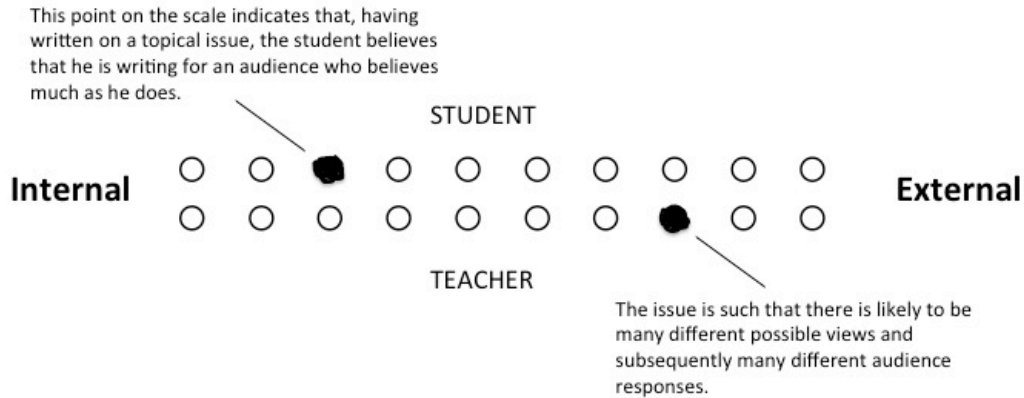 This point on the scale indicates that, having
written on a topical issue, the student believes
that he is writing for an audience who believes
much as he does.
STUDENT
Internal
External
TEACHER
The issue is such that there is likely to be
many different possible views and
subsequently many different audience
responses.